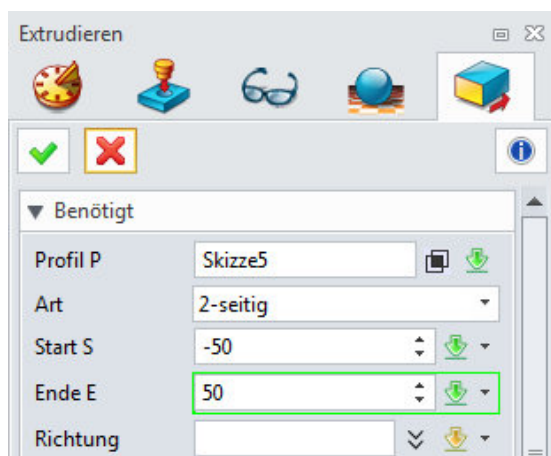 Extrudieren
Benötigt
Profil P Skizze5
Art 2-seitig
Start S -50
Ende E 50
Richtung